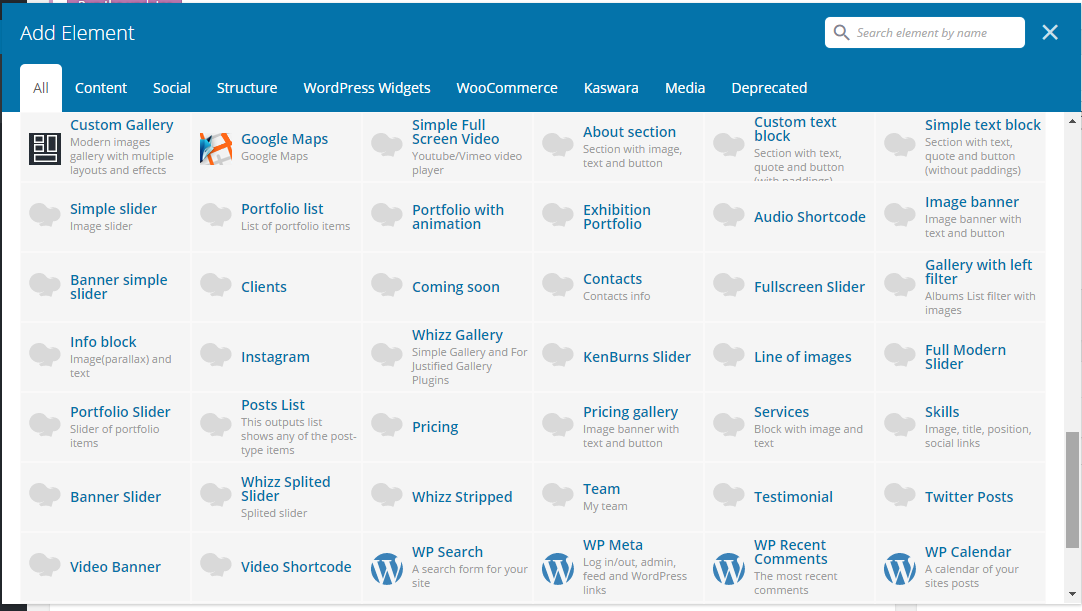 Add Element
Search element by name
All
Content
Social
Structure
WordPress Widgets
WooCommerce
Kaswara
Media
Deprecated
Custom Gallery
Modern images
gallery with multiple
layouts and effects
Google Maps
Google Maps
Simple Full
Screen Video
Youtube/Vimeo video
player
About section
Section with image,
text and button
Custom text
block
Section with text,
quote and button
(with paddings)
Simple text block
Section with text,
quote and button
(without paddings)
Simple slider
Image slider
Portfolio list
List of portfolio items
Portfolio with
animation
Exhibition
Portfolio
Audio Shortcode
Image banner
Image banner with
text and button
Banner simple
slider
Clients
Coming soon
Contacts
Contacts info
Fullscreen Slider
Gallery with left
filter
Albums List filter with
images
Info block
Image(parallax) and
text
Instagram
Whizz Gallery
Simple Gallery and For
Justified Gallery
Plugins
KenBurns Slider
Line of images
Full Modern
Slider
Portfolio Slider
Slider of portfolio
items
Posts List
This outputs list
shows any of the post-
type items
Pricing
Pricing gallery
Image banner with
text and button
Services
Block with image and
text
Skills
Image, title, position,
social links
Banner Slider
Whizz Splited
Slider
Splited slider
Whizz Stripped
Team
My team
Testimonial
Twitter Posts
Video Banner
Video Shortcode
WP Search
A search form for your
site
WP Meta
Log in/out, admin,
feed and WordPress
links
WP Recent
Comments
The most recent
comments
WP Calendar
A calendar of your
sites posts